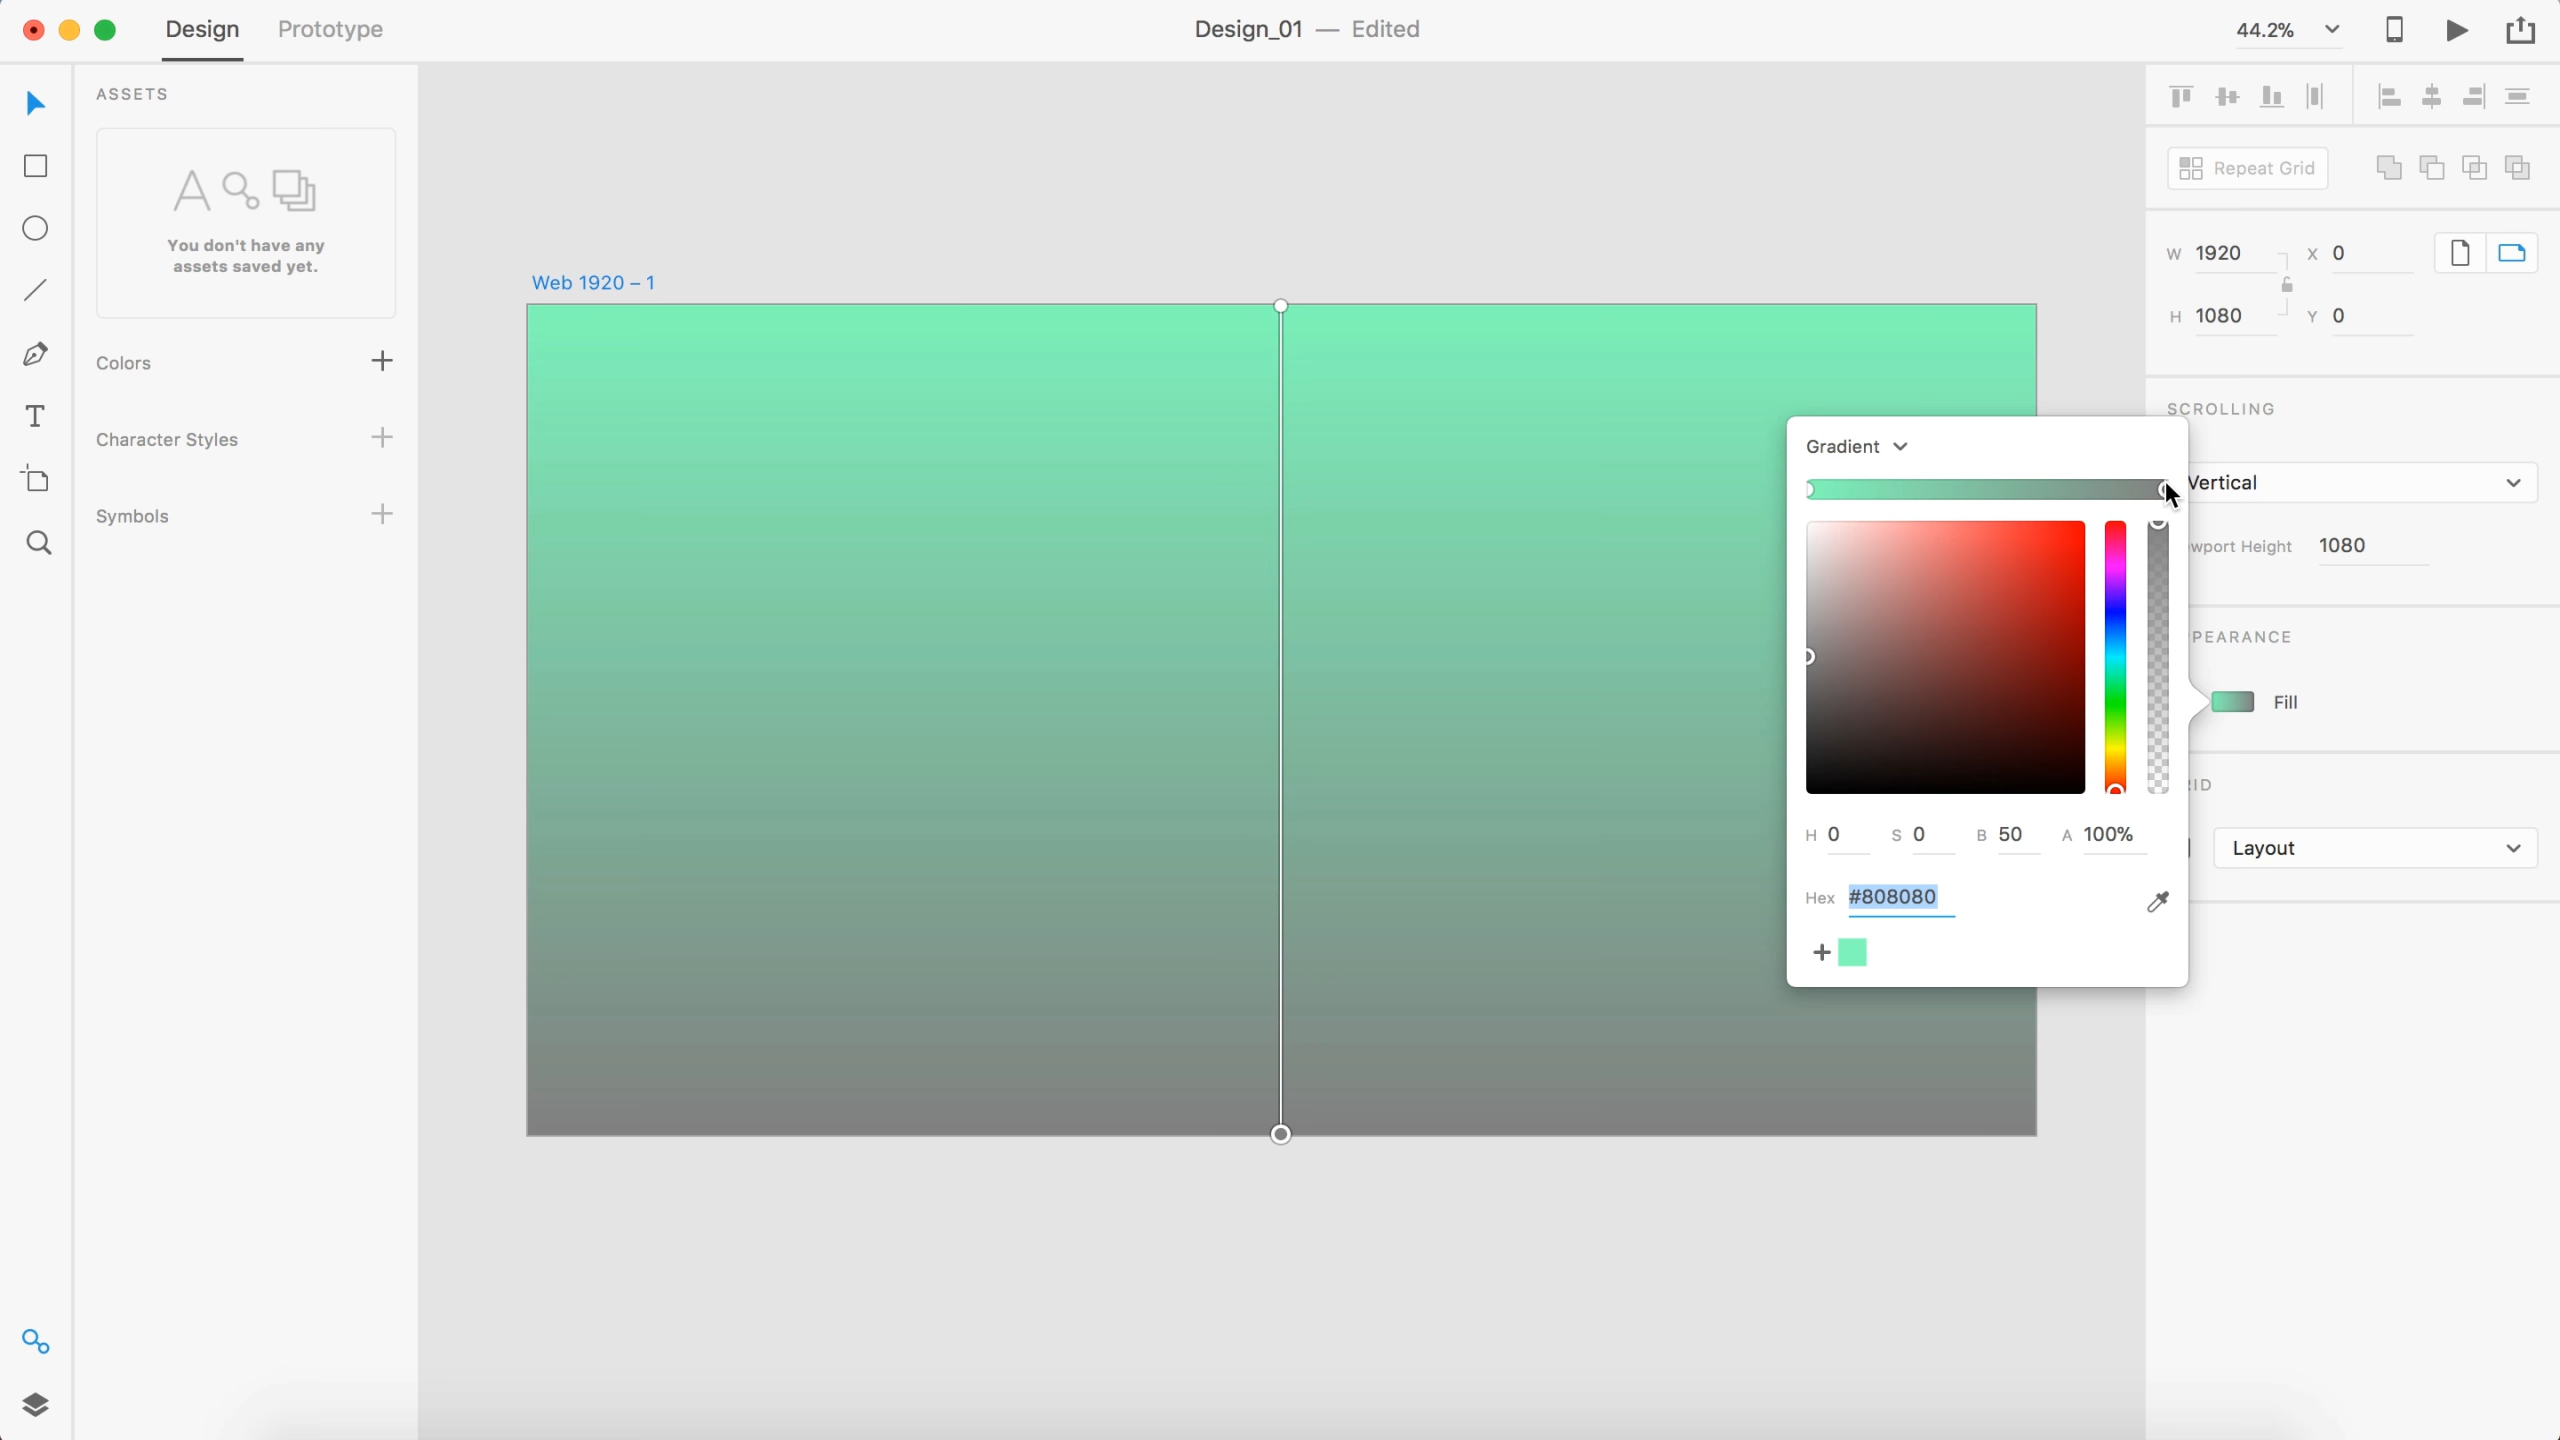 Design Prototype Design_01 — Edited 44.2%
ASSETS
You don't have any
assets saved yet.
Colors
Character Styles
Symbols
Web 1920 – 1
Repeat Grid
W 1920 X 0
H 1080 Y 0
SCROLLING
Vertical
wport Height 1080
PEARANCE
Fill
ID
Layout
Gradient
H 0 S 0 B 50 A 100%
Hex #808080